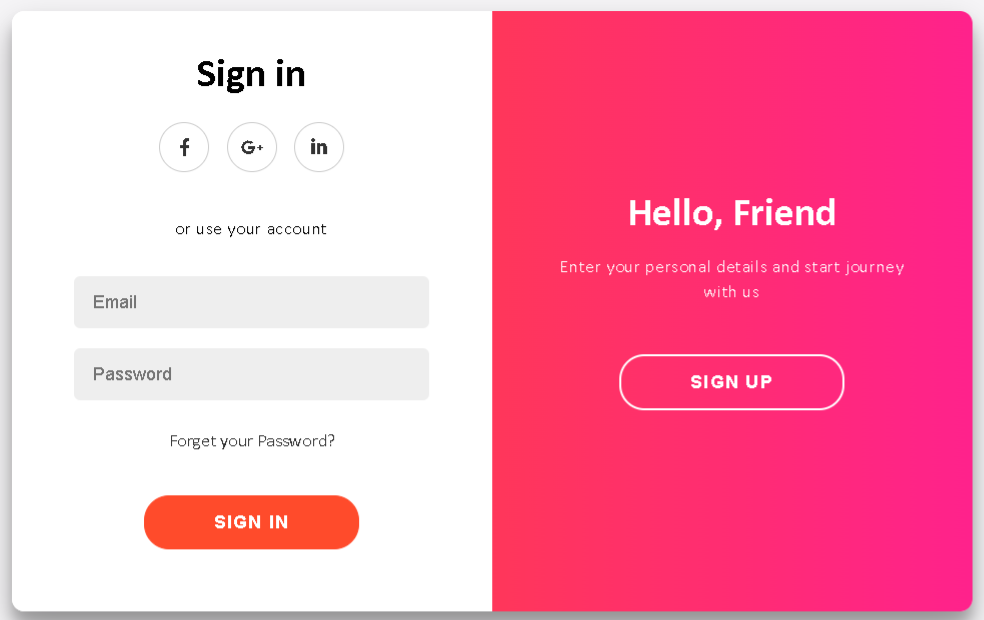 Sign in
f
G+
in
or use your account
Email
Password
Forget your Password?
SIGN IN
Hello, Friend
Enter your personal details and start journey
with us
SIGN UP